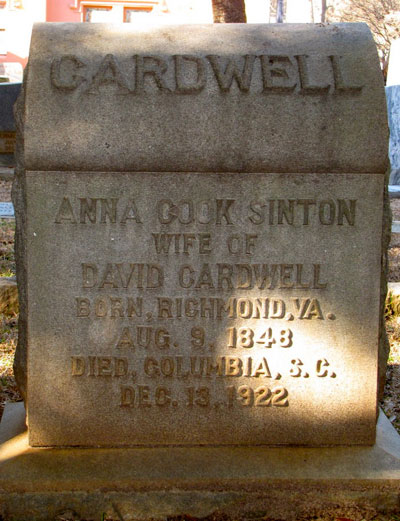 CARDWELL
ANNA COOK SINTON
WIFE OF
DAVID CARDWELL
BORN, RICHMOND, VA.
AUG. 9, 1848
DIED, COLUMBIA, S. C.
DEC. 13, 1922